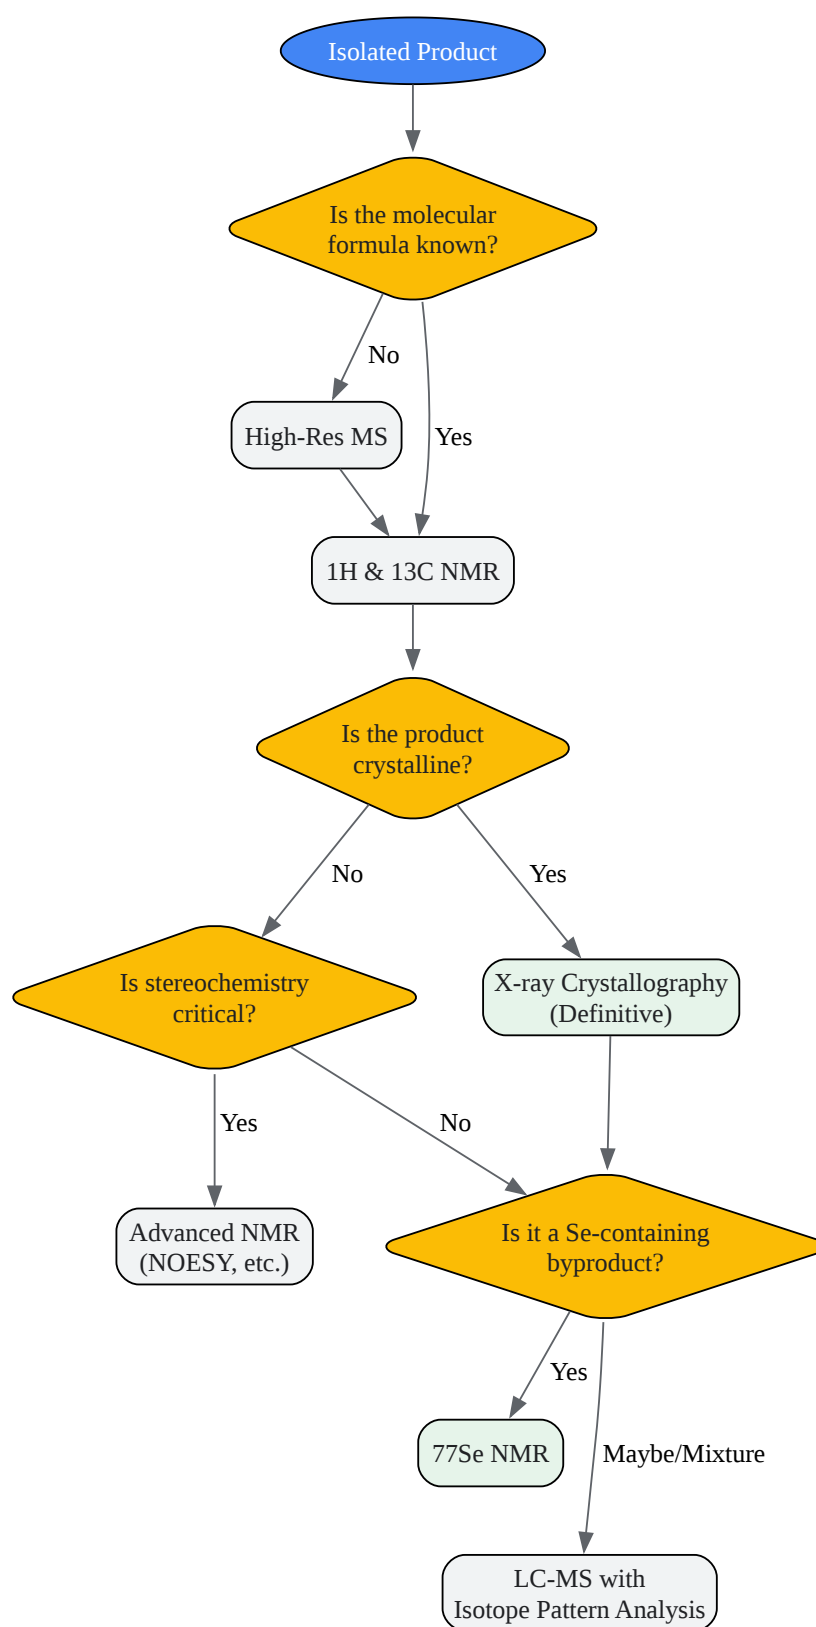 Isolated Product
Is the molecular
formula known?
No
High-Res MS
Yes
1H & 13C NMR
Is the product
crystalline?
No
Yes
Is stereochemistry
critical?
X-ray Crystallography
(Definitive)
Yes
No
Advanced NMR
(NOESY, etc.)
Is it a Se-containing
byproduct?
Yes
77Se NMR
Maybe/Mixture
LC-MS with
Isotope Pattern Analysis